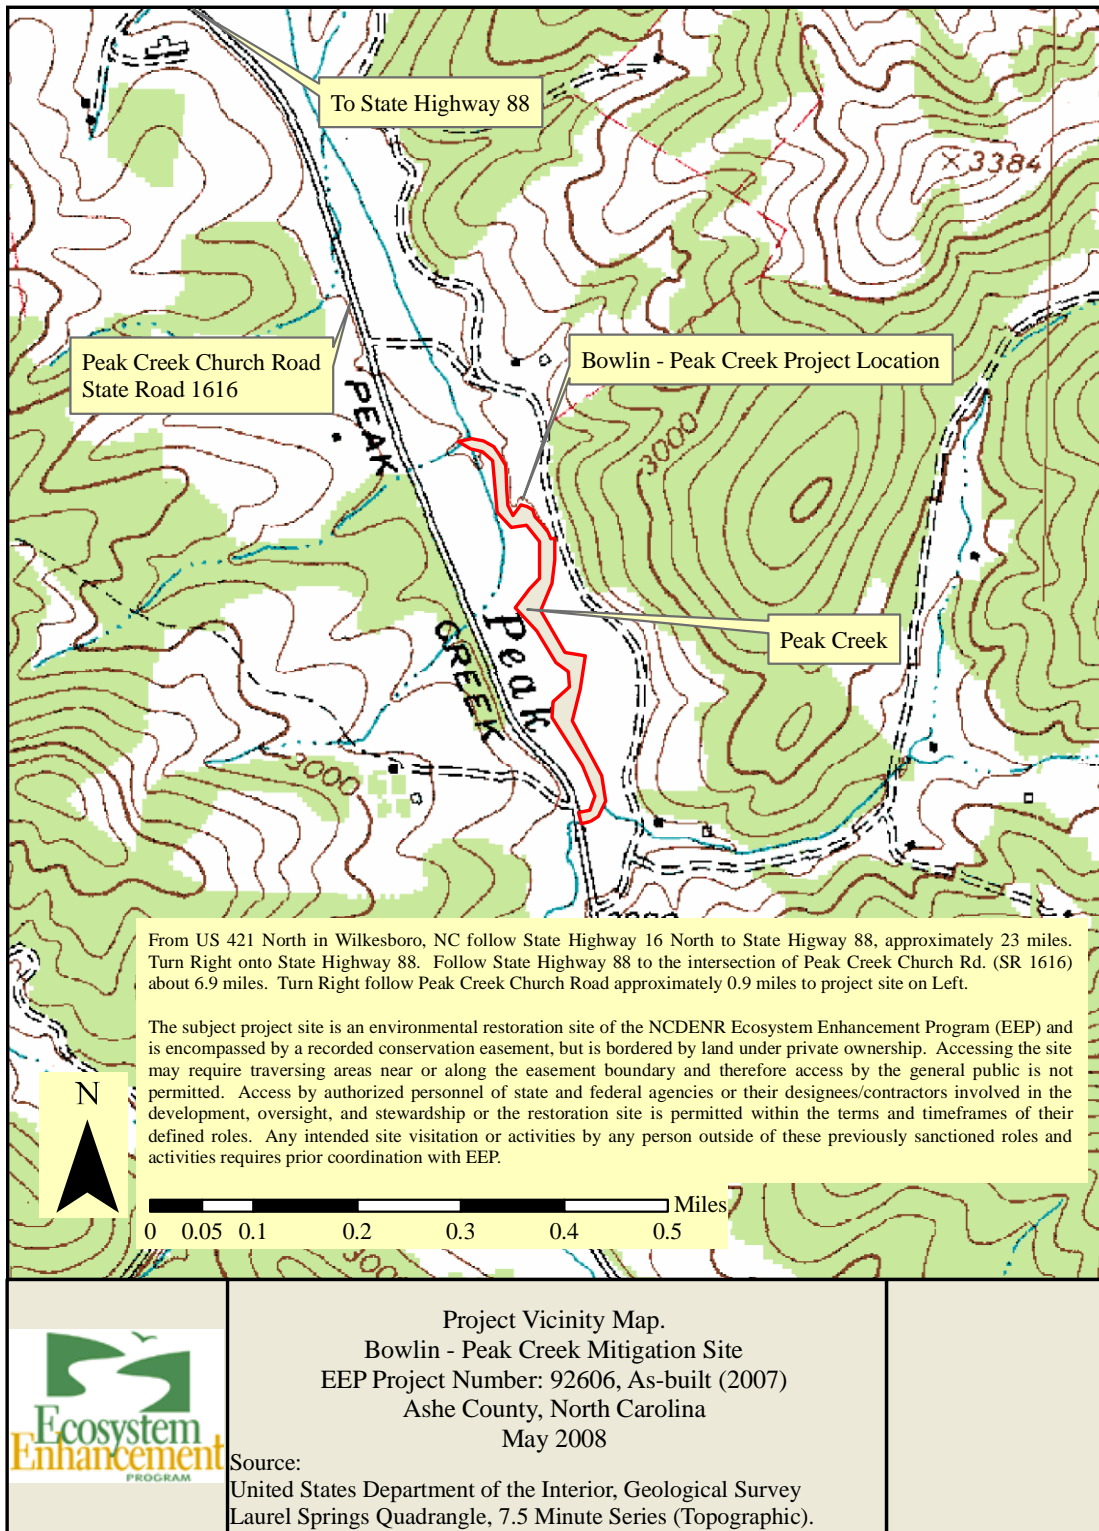 To State Highway 88
3384
Peak Creek Church Road
State Road 1616
Bowlin - Peak Creek Project Location
PEAK
3000
Peak
CREEK
Peak Creek
3000
From US 421 North in Wilkesboro, NC follow State Highway 16 North to State Higway 88, approximately 23 miles.
Turn Right onto State Highway 88. Follow State Highway 88 to the intersection of Peak Creek Church Rd. (SR 1616)
about 6.9 miles. Turn Right follow Peak Creek Church Road approximately 0.9 miles to project site on Left.
The subject project site is an environmental restoration site of the NCDENR Ecosystem Enhancement Program (EEP) and
is encompassed by a recorded conservation easement, but is bordered by land under private ownership. Accessing the site
may require traversing areas near or along the easement boundary and therefore access by the general public is not
permitted. Access by authorized personnel of state and federal agencies or their designees/contractors involved in the
development, oversight, and stewardship or the restoration site is permitted within the terms and timeframes of their
defined roles. Any intended site visitation or activities by any person outside of these previously sanctioned roles and
activities requires prior coordination with EEP.
N
Miles
0 0.05 0.1 0.2 0.3 0.4 0.5
Ecosystem
Enhancement
PROGRAM
Project Vicinity Map.
Bowlin - Peak Creek Mitigation Site
EEP Project Number: 92606, As-built (2007)
Ashe County, North Carolina
May 2008
Source:
United States Department of the Interior, Geological Survey
Laurel Springs Quadrangle, 7.5 Minute Series (Topographic).